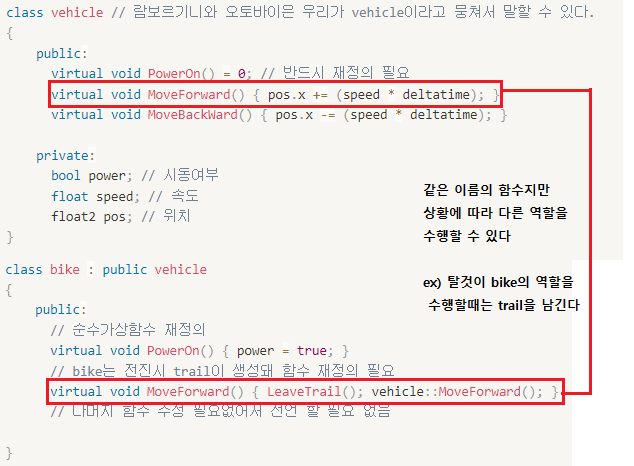 class vehicle // 람보르기니와 오토바이은 우리가 vehicle이라고 뭉쳐서 말할 수 있다.
{
public:
virtual void PowerOn() = 0; // 반드시 재정의 필요
virtual void MoveForward() { pos.x += (speed * deltatime); }
virtual void MoveBackWard() { pos.x -= (speed * deltatime); }
private:
bool power; // 시동여부
float speed; // 속도
float2 pos; // 위치
}
같은 이름의 함수지만
상황에 따라 다른 역할을
수행할 수 있다
ex) 탈것이 bike의 역할을
수행할때는 trail을 남긴다
class bike : public vehicle
{
public:
// 순수가상함수 재정의
virtual void PowerOn() { power = true; }
// bike는 전진시 trail이 생성돼 함수 재정의 필요
virtual void MoveForward() { LeaveTrail(); vehicle::MoveForward(); }
// 나머지 함수 수정 필요없어서 선언 할 필요 없음
}